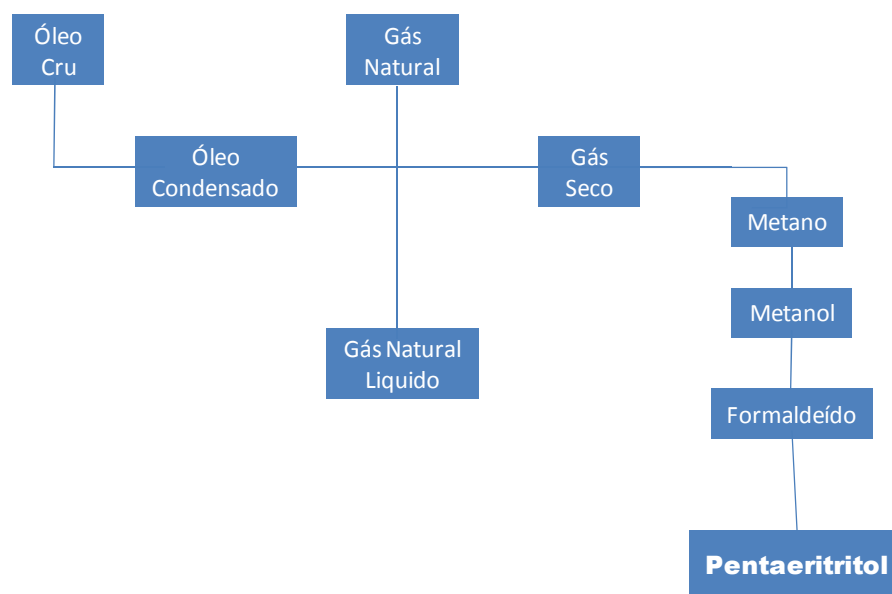 Óleo
Cru
Gás
Natural
Óleo
Condensado
Gás
Seco
Metano
Metanol
Gás Natural
Liquido
Formaldeído
Pentaeritritol